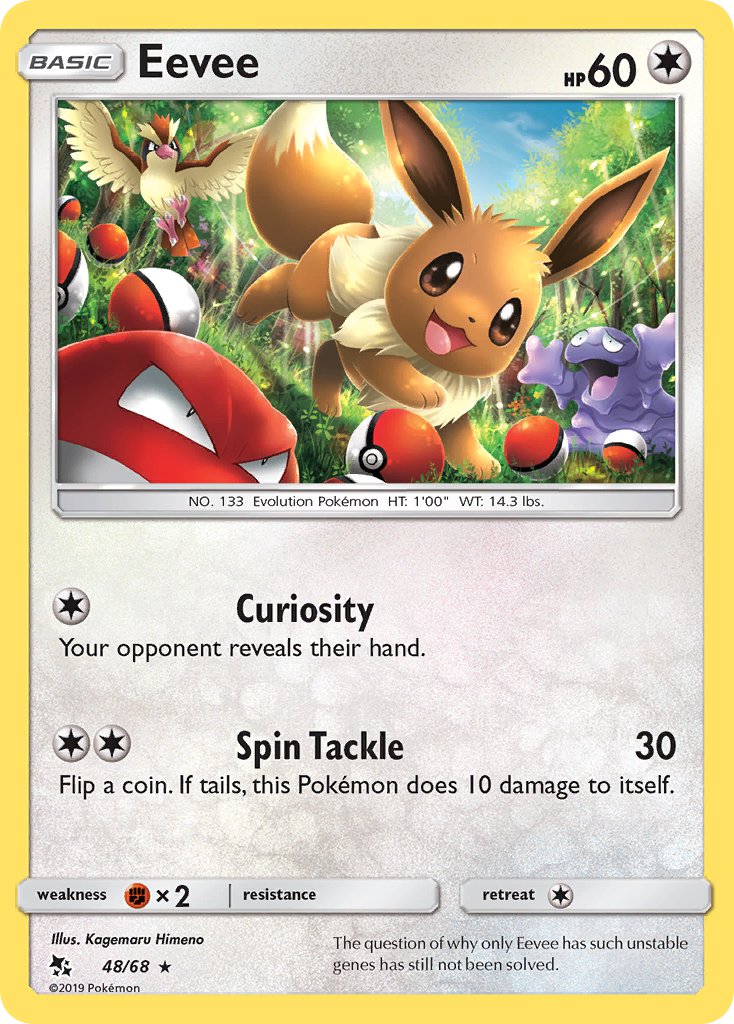 BASIC Eevee HP60
NO. 133 Evolution Pokémon HT: 1'00" WT: 14.3 lbs.
Curiosity
Your opponent reveals their hand.
Spin Tackle 30
Flip a coin. If tails, this Pokémon does 10 damage to itself.
weakness ×2 resistance retreat
Illus. Kagemaru Himeno
48/68 ★
©2019 Pokémon
The question of why only Eevee has such unstable
genes has still not been solved.